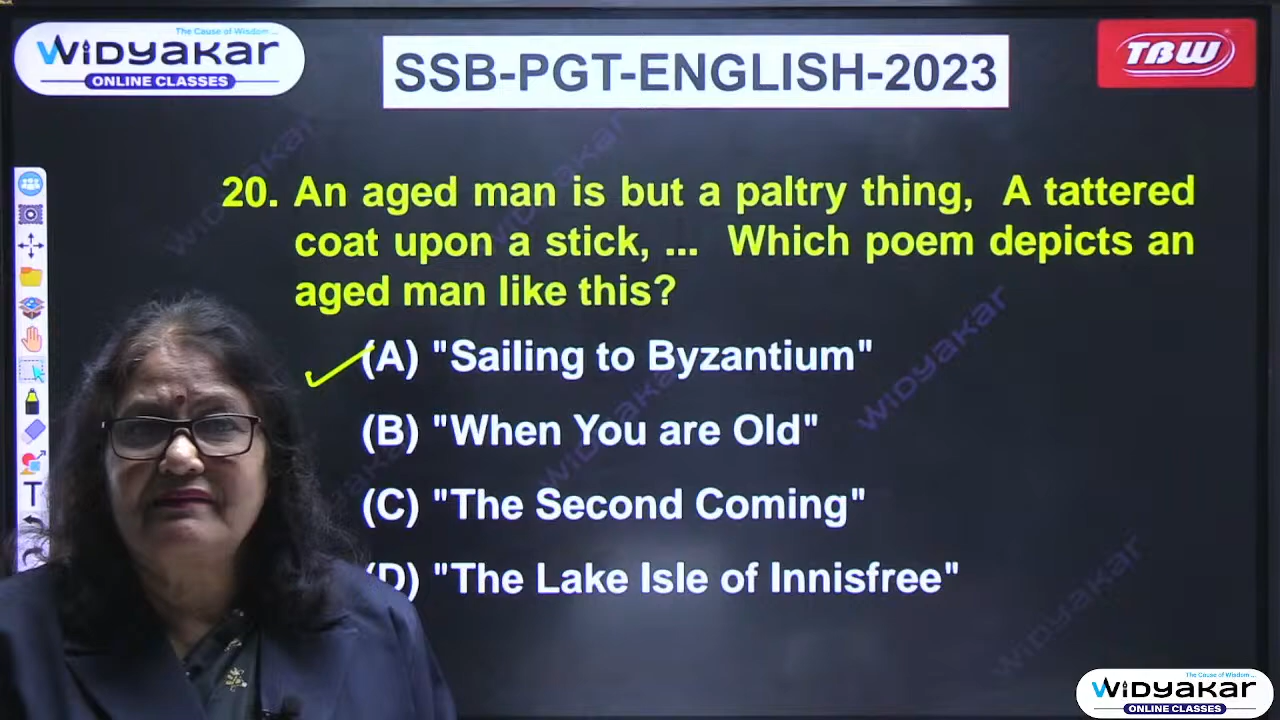 The Cause of Wisdom ...
WiDYAKAR
ONLINE CLASSES
SSB-PGT-ENGLISH-2023
TBW
20. An aged man is but a paltry thing, A tattered
coat upon a stick, ... Which poem depicts an
aged man like this?
(A) "Sailing to Byzantium"
(B) "When You are Old"
(C) "The Second Coming"
(D) "The Lake Isle of Innisfree"
T
The Cause of Wisdom ...
WiDYAKAR
ONLINE CLASSES